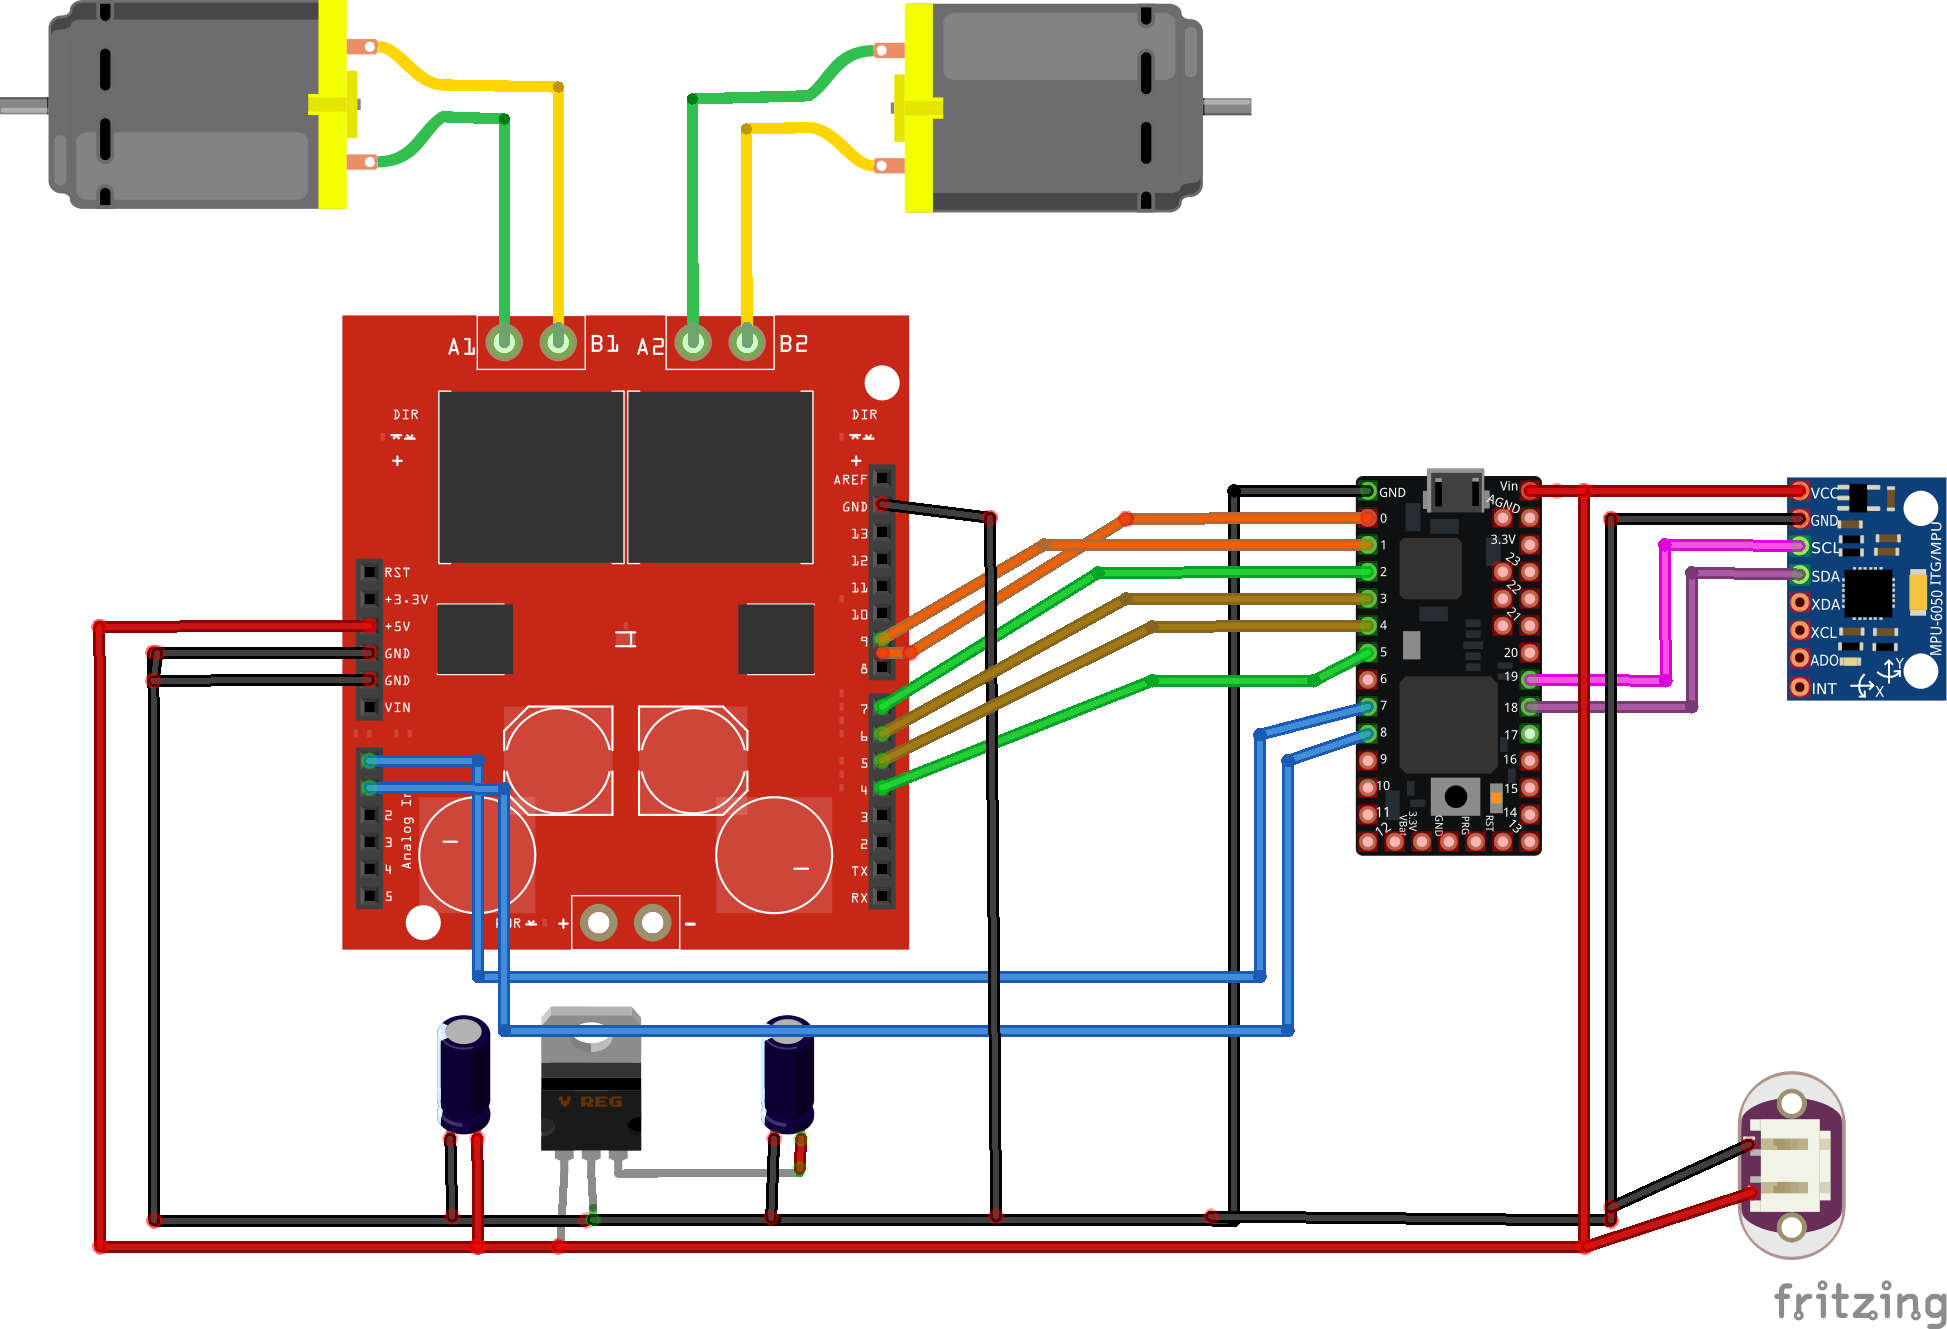 A1
B1
A2
B2
DIR
+
DIR
+
AREF
GND
13
12
11
10
9
8
7
6
5
4
3
2
TX
RX
RST
+3.3V
+5V
GND
GND
VIN
2
3
4
5
Analog In
PWR
+
-
V REG
GND
0
1
2
3
4
5
6
7
8
9
10
11
12
VBat
3.3V
GND
PRG
RST
13
Vin
AGND
3.3V
23
22
21
20
19
18
17
16
15
14
VCC
GND
SCL
SDA
XDA
XCL
ADO
INT
MPU-6050 ITG/MPU
Y
X
fritzing